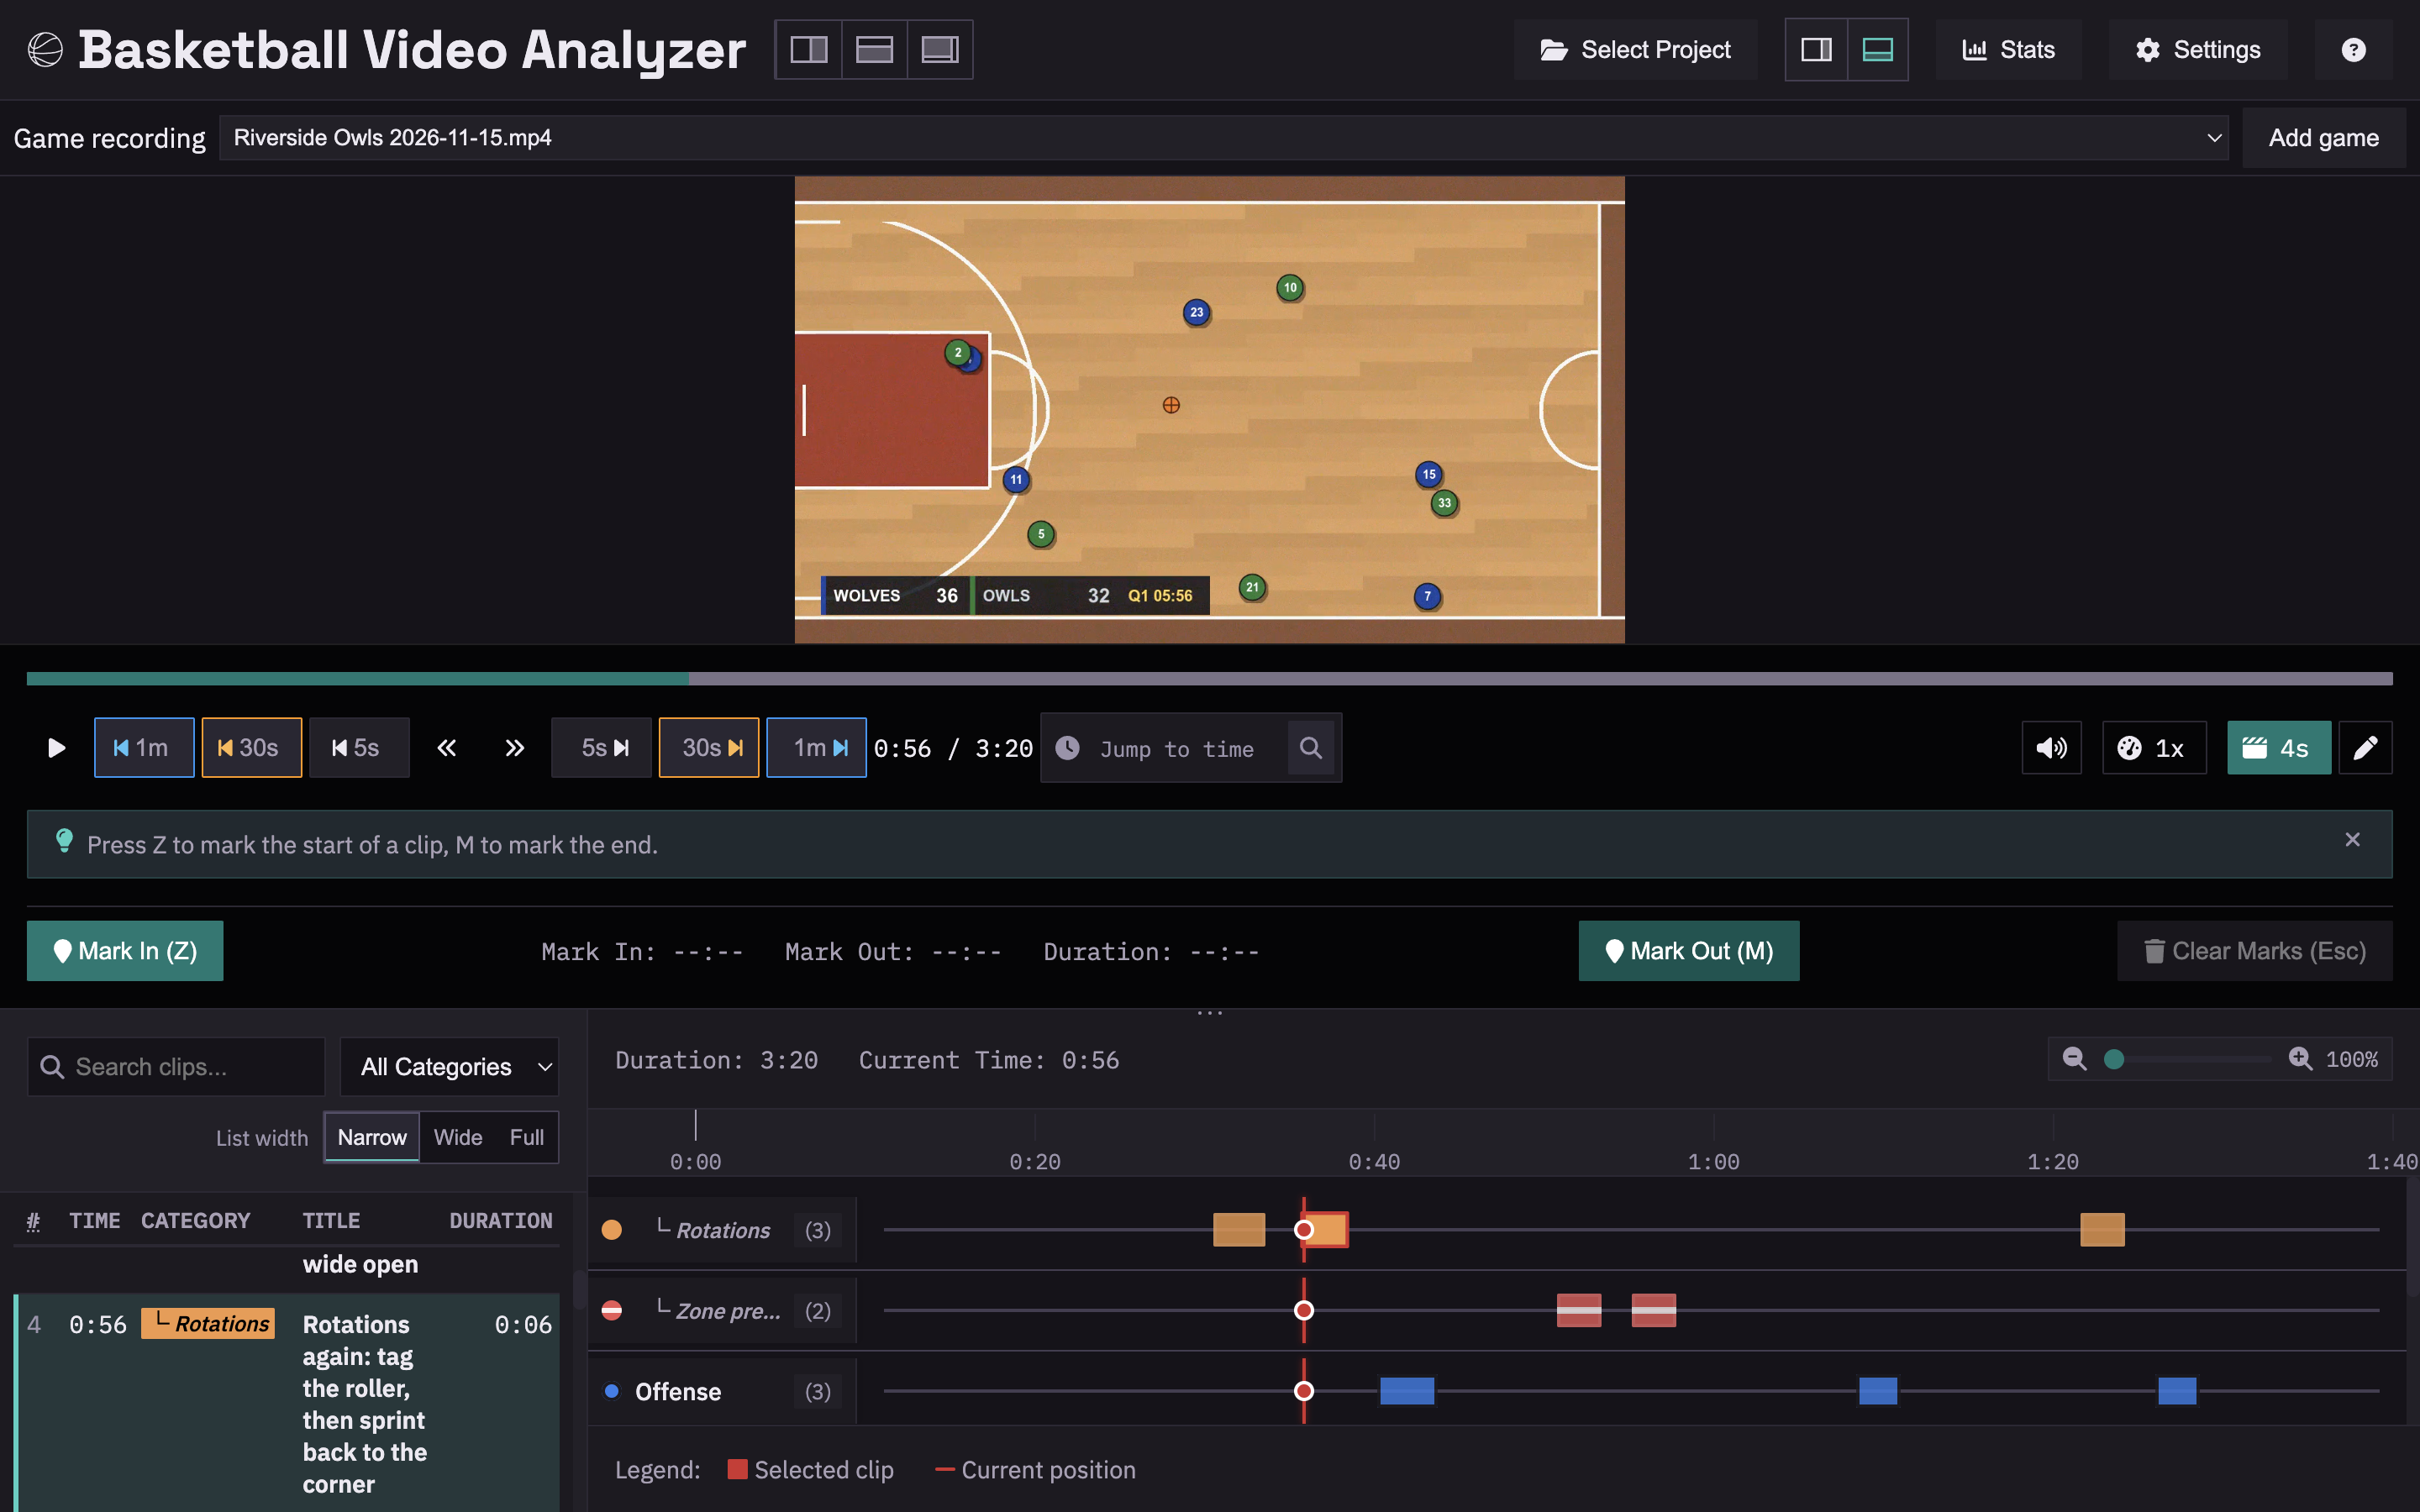 Basketball Video Analyzer
Select Project
Stats
Settings
?
Game recording
Riverside Owls 2026-11-15.mp4
Add game
10
23
2
11
15
33
5
21
7
WOLVES 36 OWLS 32 Q1 05:56
1m
30s
5s
5s
30s
1m
0:56 / 3:20
Jump to time
1x
4s
Press Z to mark the start of a clip, M to mark the end.
Mark In (Z)
Mark In: --:--
Mark Out: --:--
Duration: --:--
Mark Out (M)
Clear Marks (Esc)
Search clips...
All Categories
List width
Narrow
Wide
Full
# TIME CATEGORY TITLE DURATION
wide open
4 0:56 Rotations Rotations 0:06
again: tag
the roller,
then sprint
back to the
corner
Duration: 3:20
Current Time: 0:56
100%
0:00 0:20 0:40 1:00 1:20 1:40
Rotations (3)
Zone pre... (2)
Offense (3)
Legend: Selected clip Current position